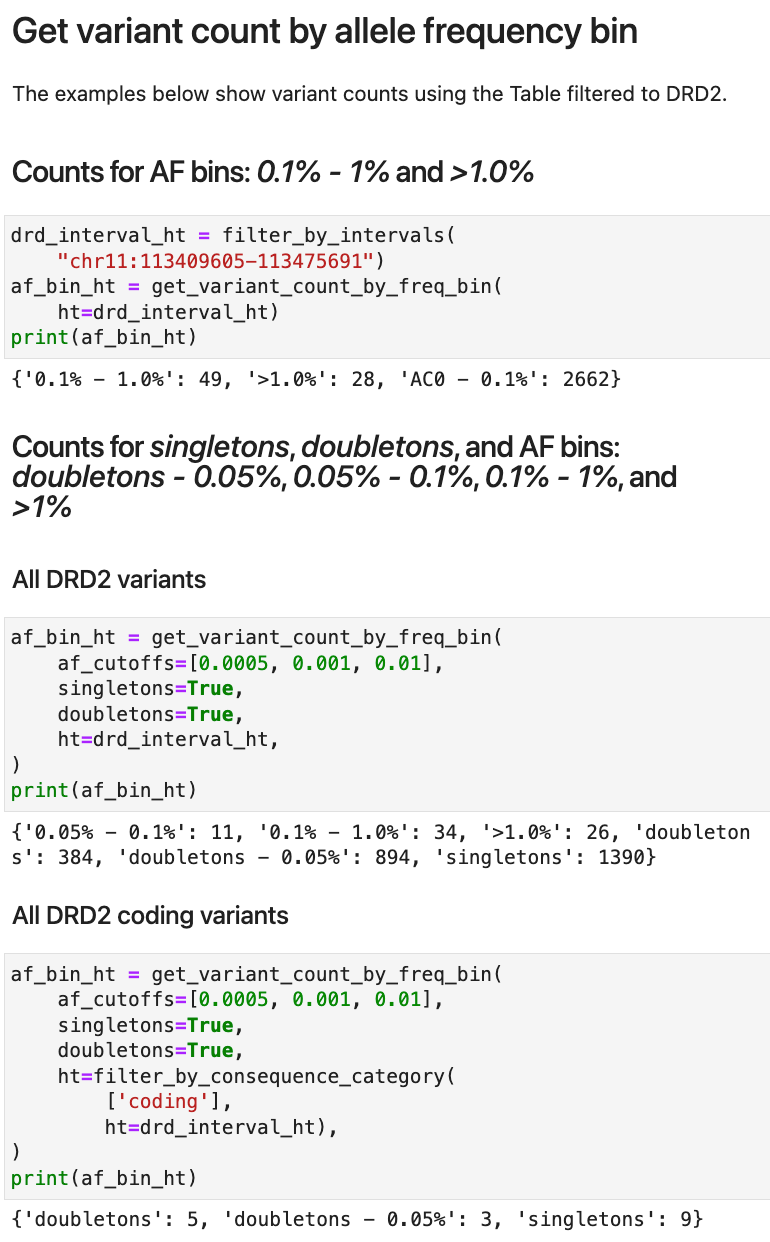 Get variant count by allele frequency bin
The examples below show variant counts using the Table filtered to DRD2.
Counts for AF bins: 0.1% - 1% and >1.0%
drd_interval_ht = filter_by_intervals(
    "chr11:113409605-113475691")
af_bin_ht = get_variant_count_by_freq_bin(
    ht=drd_interval_ht)
print(af_bin_ht)
{'0.1% - 1.0%': 49, '>1.0%': 28, 'AC0 - 0.1%': 2662}
Counts for singletons, doubletons, and AF bins:
doubletons - 0.05%, 0.05% - 0.1%, 0.1% - 1%, and
>1%
All DRD2 variants
af_bin_ht = get_variant_count_by_freq_bin(
    af_cutoffs=[0.0005, 0.001, 0.01],
    singletons=True,
    doubletons=True,
    ht=drd_interval_ht,
)
print(af_bin_ht)
{'0.05% - 0.1%': 11, '0.1% - 1.0%': 34, '>1.0%': 26, 'doubleton
s': 384, 'doubletons - 0.05%': 894, 'singletons': 1390}
All DRD2 coding variants
af_bin_ht = get_variant_count_by_freq_bin(
    af_cutoffs=[0.0005, 0.001, 0.01],
    singletons=True,
    doubletons=True,
    ht=filter_by_consequence_category(
        ['coding'],
        ht=drd_interval_ht),
)
print(af_bin_ht)
{'doubletons': 5, 'doubletons - 0.05%': 3, 'singletons': 9}